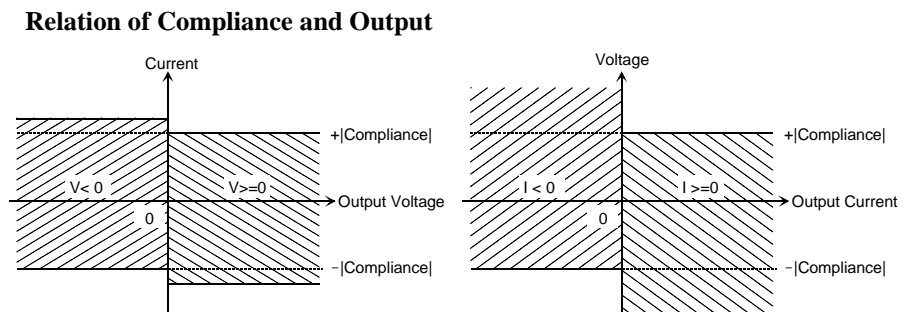 Relation of Compliance and Output
Current
+|Compliance|
V< 0
V>=0
Output Voltage
0
−|Compliance|
Voltage
+|Compliance|
I < 0
I >=0
Output Current
0
−|Compliance|